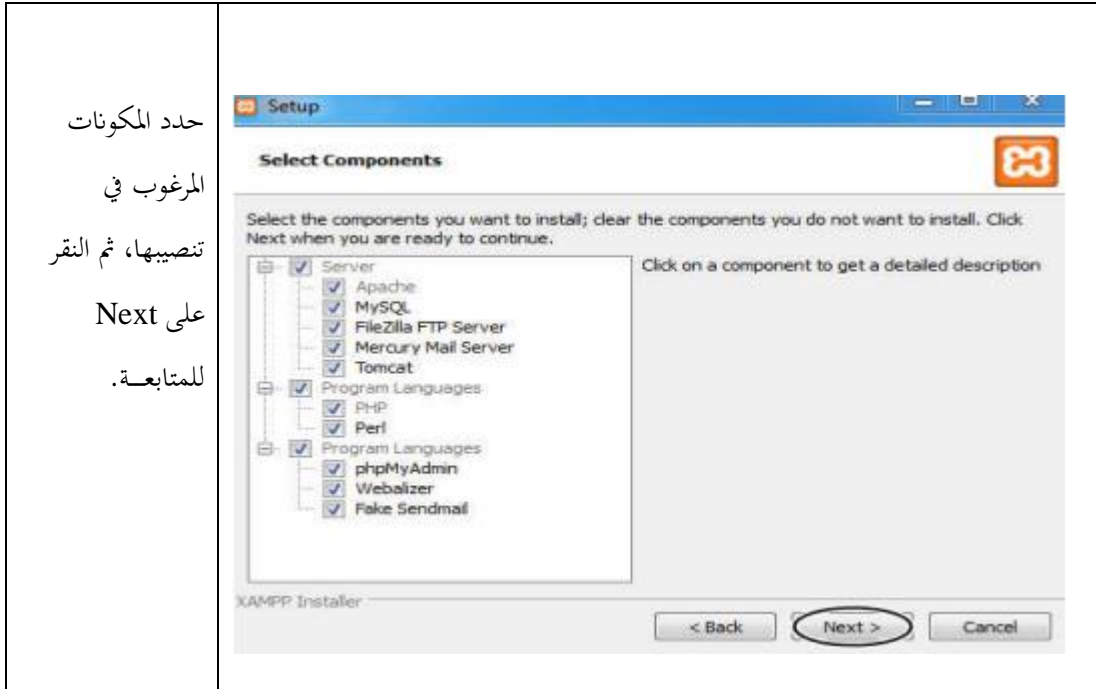 حدد المكونات
المرغوب في
تنصيبها، ثم النقر
على Next
للمتابعــة.
Setup
Select Components
Select the components you want to install; clear the components you do not want to install. Click
Next when you are ready to continue.
Server
Apache
MySQL
FileZilla FTP Server
Mercury Mail Server
Tomcat
Program Languages
PHP
Perl
Program Languages
phpMyAdmin
Webalizer
Fake Sendmail
Click on a component to get a detailed description
XAMPP Installer
< Back
Next >
Cancel